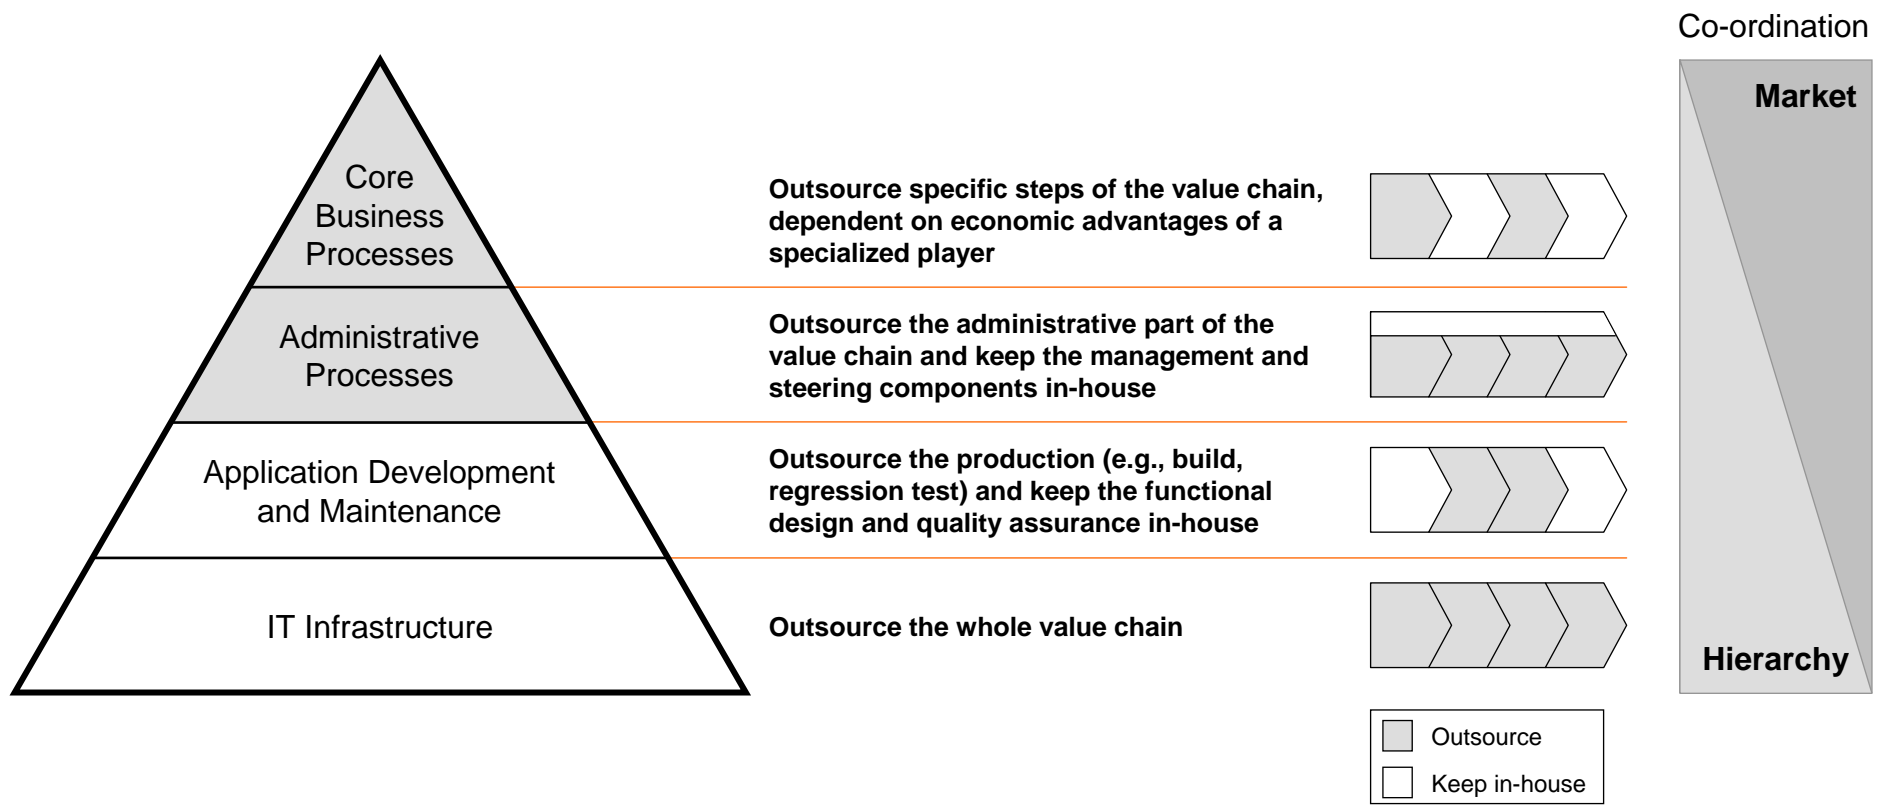 Co-ordination
Market
Core
Business
Processes
Outsource specific steps of the value chain,
dependent on economic advantages of a
specialized player
Administrative
Processes
Outsource the administrative part of the
value chain and keep the management and
steering components in-house
Application Development
and Maintenance
Outsource the production (e.g., build,
regression test) and keep the functional
design and quality assurance in-house
IT Infrastructure
Outsource the whole value chain
Hierarchy
Outsource
Keep in-house